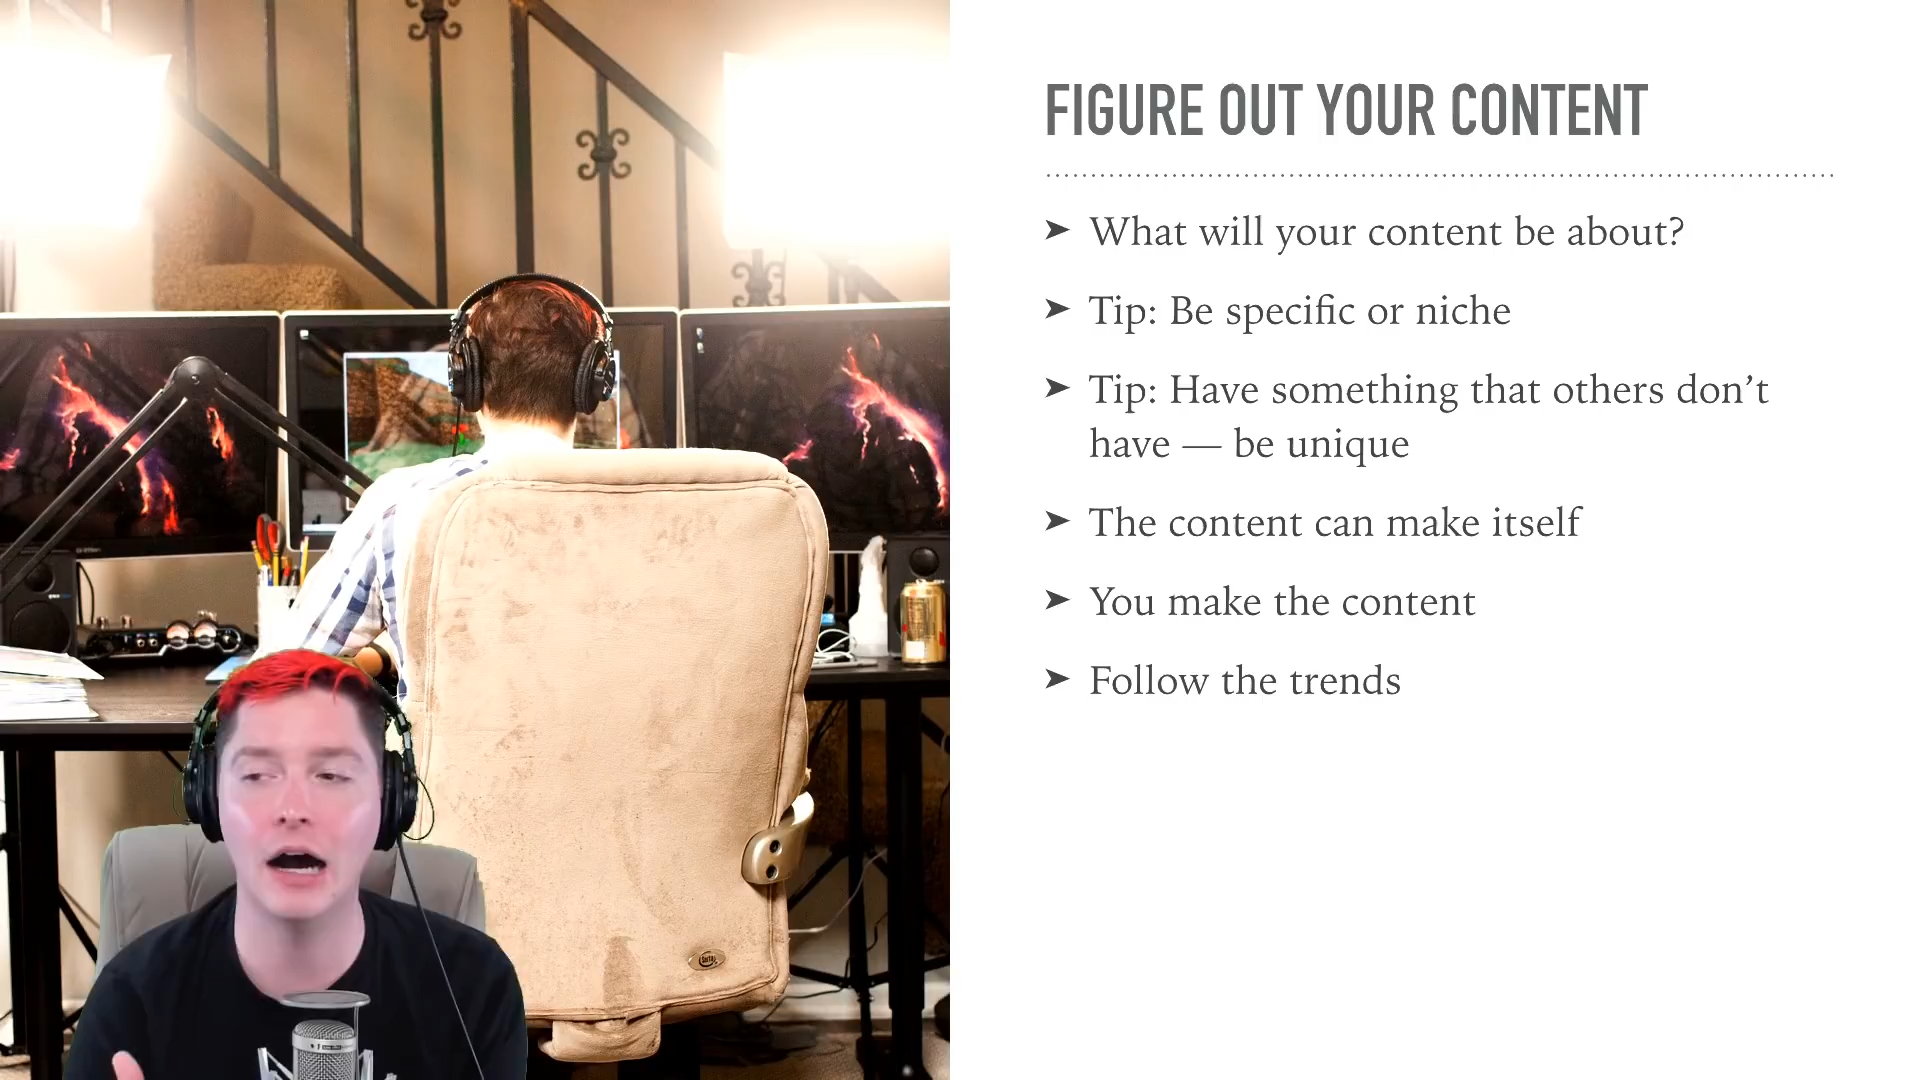 FIGURE OUT YOUR CONTENT
➤ What will your content be about?
➤ Tip: Be specific or niche
➤ Tip: Have something that others don’t
have — be unique
➤ The content can make itself
➤ You make the content
➤ Follow the trends